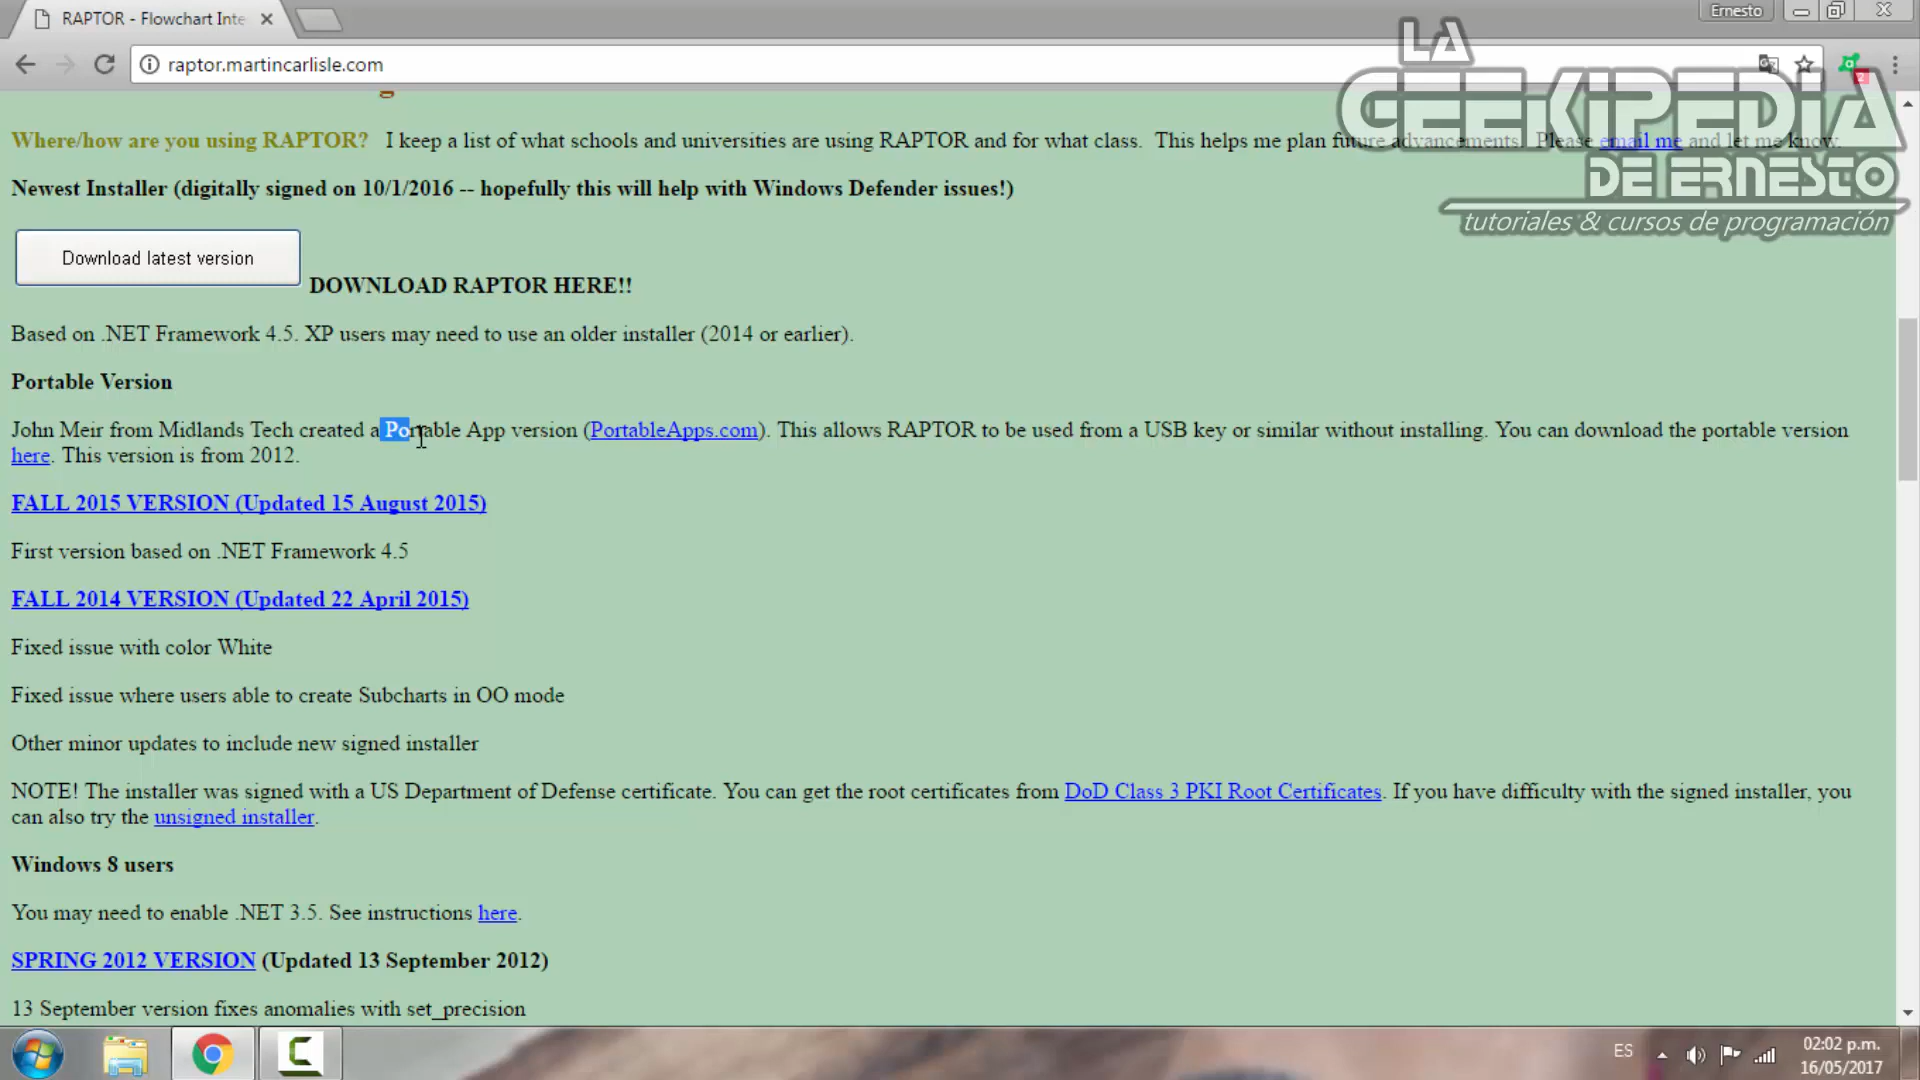 RAPTOR - Flowchart Inte
Ernesto
raptor.martincarlisle.com
LA
GEEKIPEDIA
DE ERNESTO
tutoriales & cursos de programación
Where/how are you using RAPTOR? I keep a list of what schools and universities are using RAPTOR and for what class. This helps me plan future advancements. Please email me and let me know.
Newest Installer (digitally signed on 10/1/2016 -- hopefully this will help with Windows Defender issues!)
Download latest version
DOWNLOAD RAPTOR HERE!!
Based on .NET Framework 4.5. XP users may need to use an older installer (2014 or earlier).
Portable Version
John Meir from Midlands Tech created a Portable App version (PortableApps.com). This allows RAPTOR to be used from a USB key or similar without installing. You can download the portable version
here. This version is from 2012.
FALL 2015 VERSION (Updated 15 August 2015)
First version based on .NET Framework 4.5
FALL 2014 VERSION (Updated 22 April 2015)
Fixed issue with color White
Fixed issue where users able to create Subcharts in OO mode
Other minor updates to include new signed installer
NOTE! The installer was signed with a US Department of Defense certificate. You can get the root certificates from DoD Class 3 PKI Root Certificates. If you have difficulty with the signed installer, you
can also try the unsigned installer.
Windows 8 users
You may need to enable .NET 3.5. See instructions here.
SPRING 2012 VERSION (Updated 13 September 2012)
13 September version fixes anomalies with set_precision
ES
02:02 p.m.
16/05/2017